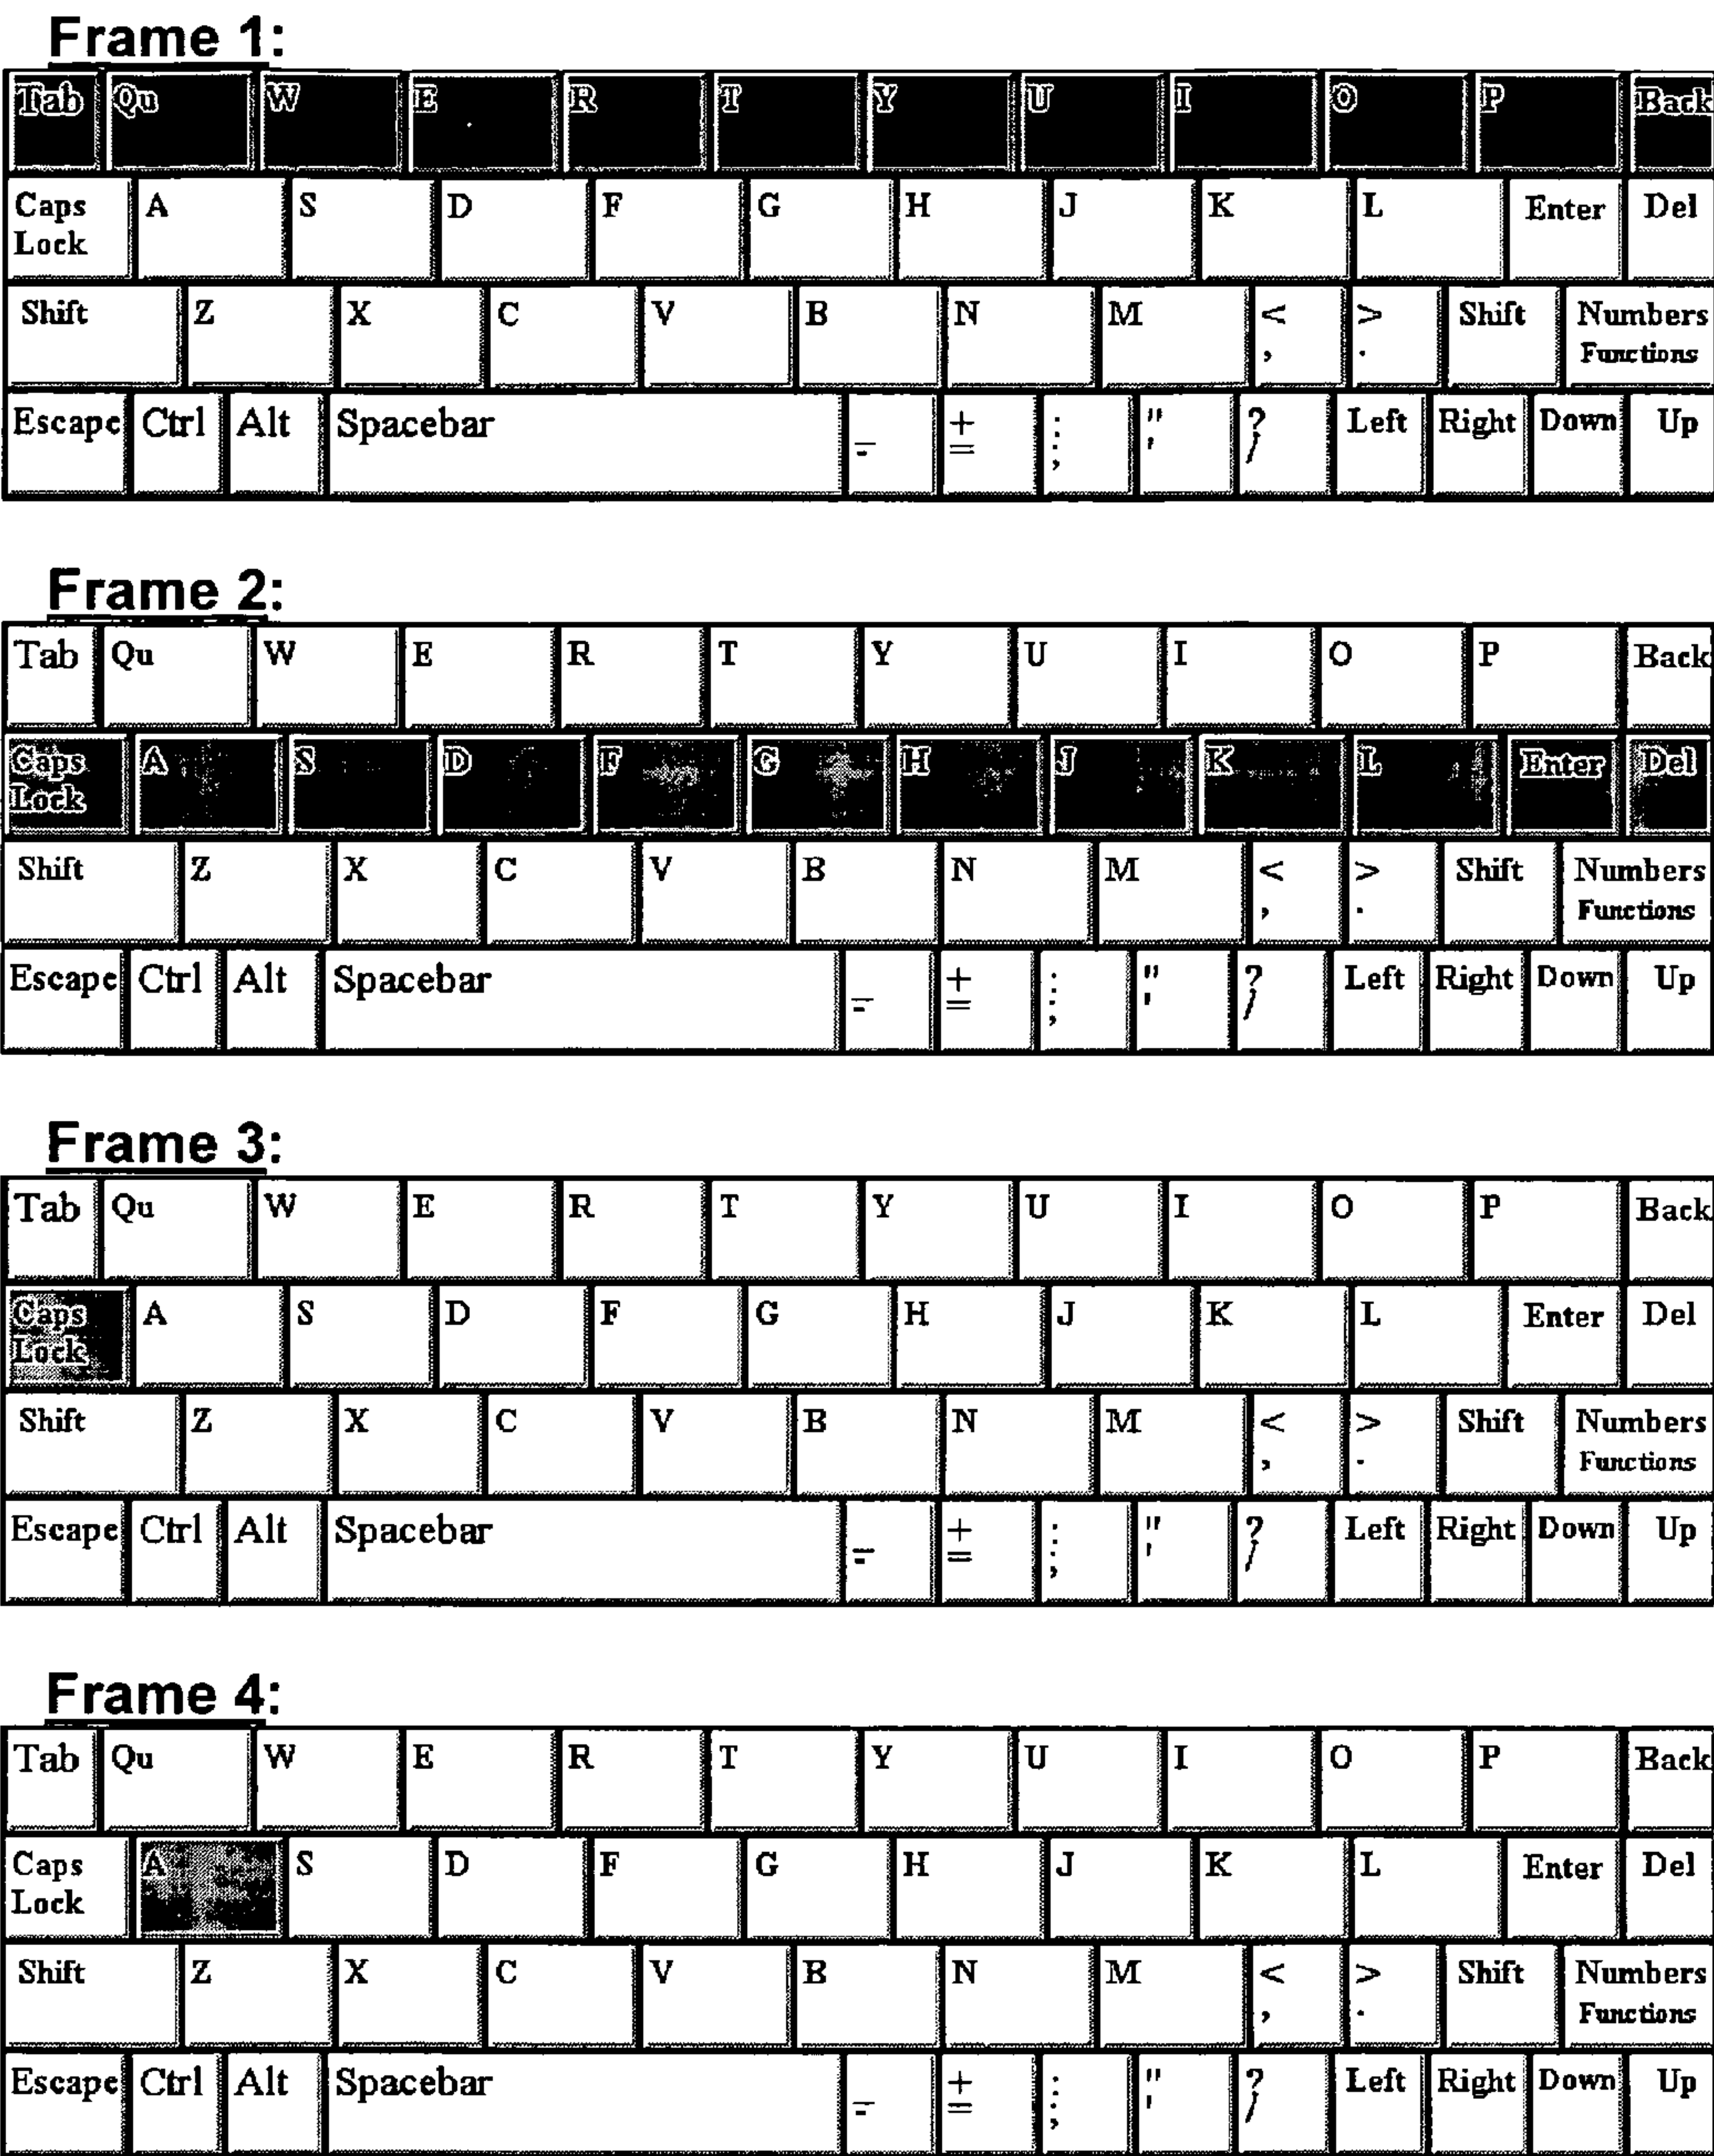 Frame 1:
Tab Qu W E R T Y U I O P Back
Caps Lock A S D F G H J K L Enter Del
Shift Z X C V B N M < , > . Shift Numbers Functions
Escape Ctrl Alt Spacebar _ - + = : ; " ' ? / Left Right Down Up
Frame 2:
Tab Qu W E R T Y U I O P Back
Caps Lock A S D F G H J K L Enter Del
Shift Z X C V B N M < , > . Shift Numbers Functions
Escape Ctrl Alt Spacebar _ - + = : ; " ' ? / Left Right Down Up
Frame 3:
Tab Qu W E R T Y U I O P Back
Caps Lock A S D F G H J K L Enter Del
Shift Z X C V B N M < , > . Shift Numbers Functions
Escape Ctrl Alt Spacebar _ - + = : ; " ' ? / Left Right Down Up
Frame 4:
Tab Qu W E R T Y U I O P Back
Caps Lock A S D F G H J K L Enter Del
Shift Z X C V B N M < , > . Shift Numbers Functions
Escape Ctrl Alt Spacebar _ - + = : ; " ' ? / Left Right Down Up